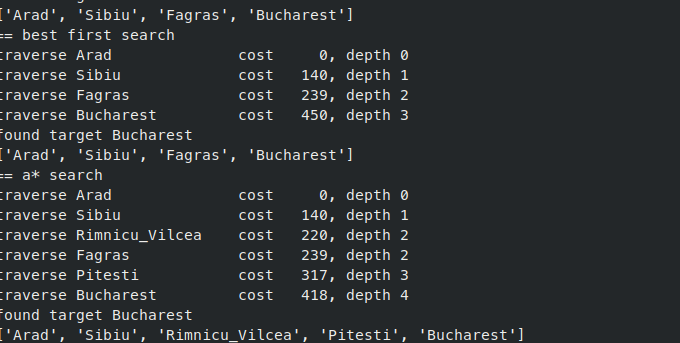 ['Arad', 'Sibiu', 'Fagras', 'Bucharest']
== best first search
traverse Arad cost 0, depth 0
traverse Sibiu cost 140, depth 1
traverse Fagras cost 239, depth 2
traverse Bucharest cost 450, depth 3
found target Bucharest
['Arad', 'Sibiu', 'Fagras', 'Bucharest']
== a* search
traverse Arad cost 0, depth 0
traverse Sibiu cost 140, depth 1
traverse Rimnicu_Vilcea cost 220, depth 2
traverse Fagras cost 239, depth 2
traverse Pitesti cost 317, depth 3
traverse Bucharest cost 418, depth 4
found target Bucharest
['Arad', 'Sibiu', 'Rimnicu_Vilcea', 'Pitesti', 'Bucharest']